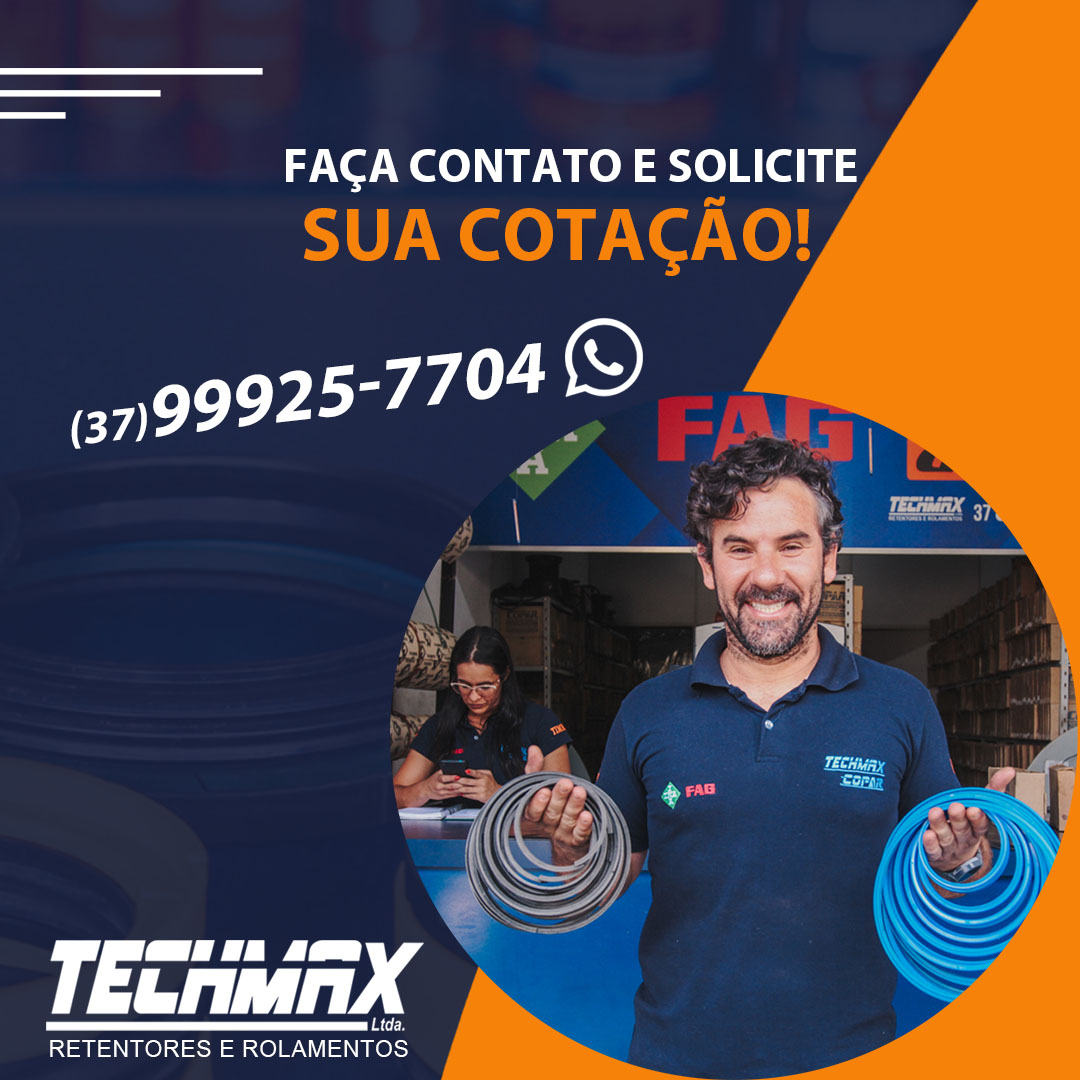 FAÇA CONTATO E SOLICITE
SUA COTAÇÃO!
(37)99925-7704
FAG
TECHMAX
RETENTORES E ROLAMENTOS
37
FAG
TECHMAX
COPAR
TECHMAX
Ltda.
RETENTORES E ROLAMENTOS